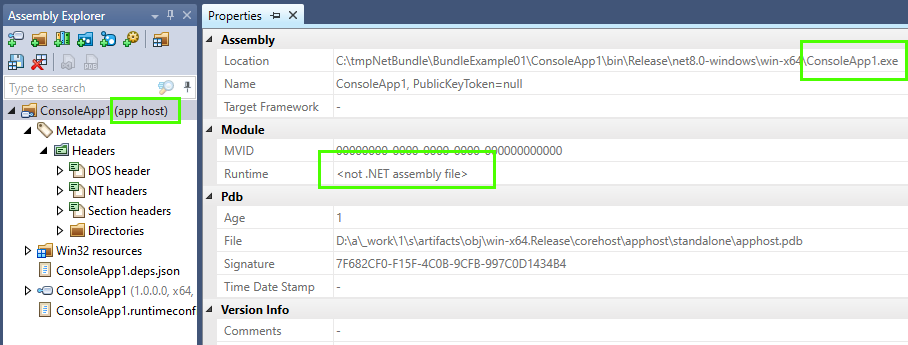 Assembly Explorer
Type to search
ConsoleApp1 (app host)
Metadata
Headers
DOS header
NT headers
Section headers
Directories
Win32 resources
ConsoleApp1.deps.json
ConsoleApp1 (1.0.0.0, x64,
ConsoleApp1.runtimeconf
Properties
Assembly
Location C:\tmpNetBundle\BundleExample01\ConsoleApp1\bin\Release\net8.0-windows\win-x64\ConsoleApp1.exe
Name ConsoleApp1, PublicKeyToken=null
Target Framework -
Module
MVID 00000000-0000-0000-0000-000000000000
Runtime <not .NET assembly file>
Pdb
Age 1
File D:\a\_work\1\s\artifacts\obj\win-x64.Release\corehost\apphost\standalone\apphost.pdb
Signature 7F682CF0-F15F-4C0B-9CFB-997C0D1434B4
Time Date Stamp -
Version Info
Comments -